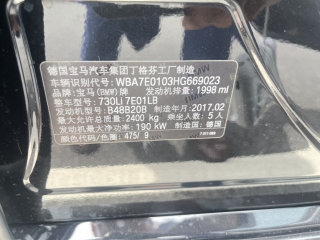 德国宝马汽车集团丁格芬工厂制造
车辆识别代号: WBA7E0103HG669023
品牌: 宝马(BMW)牌 发动机排量: 1998 ml
整车型号: 730Li 7E01LB
发动机型号: B48B20B 制造年月: 2017.02
最大允许总质量: 2400 kg 乘坐人数: 5 人
发动机最大净功率: 190 kW 制造国: 德国
颜色代号/色漆: 475/ 9